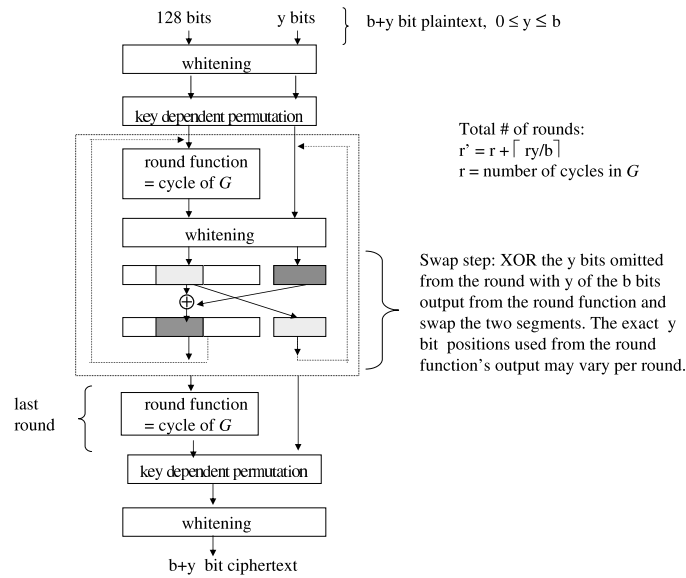 128 bits
y bits
b+y bit plaintext, 0 ≤ y ≤ b
whitening
key dependent permutation
Total # of rounds:
r' = r +⌈ ry/b⌉
r = number of cycles in G
round function
= cycle of G
whitening
Swap step: XOR the y bits omitted
from the round with y of the b bits
output from the round function and
swap the two segments. The exact y
bit positions used from the round
function's output may vary per round.
last
round
round function
= cycle of G
key dependent permutation
whitening
b+y bit ciphertext